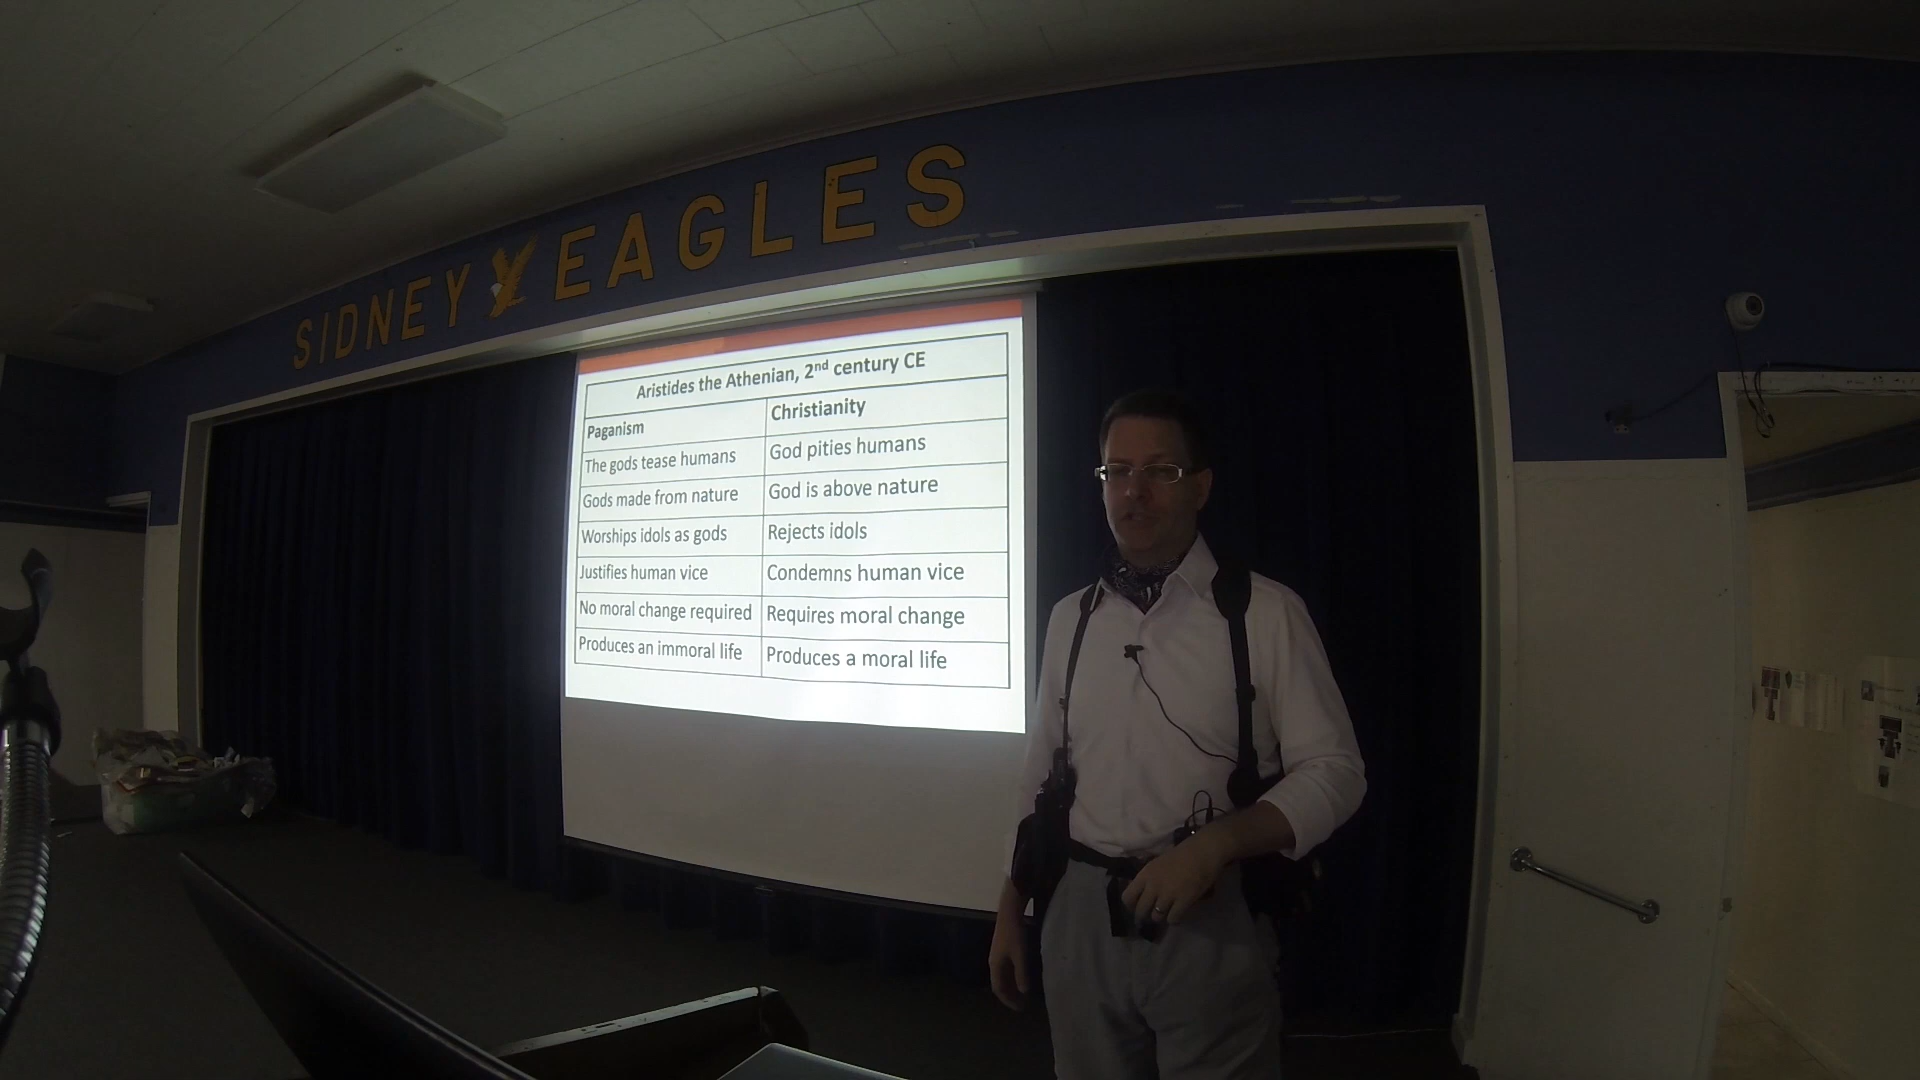 SIDNEY EAGLES
Aristides the Athenian, 2nd century CE
Paganism
Christianity
The gods tease humans
God pities humans
Gods made from nature
God is above nature
Worships idols as gods
Rejects idols
Justifies human vice
Condemns human vice
No moral change required
Requires moral change
Produces an immoral life
Produces a moral life